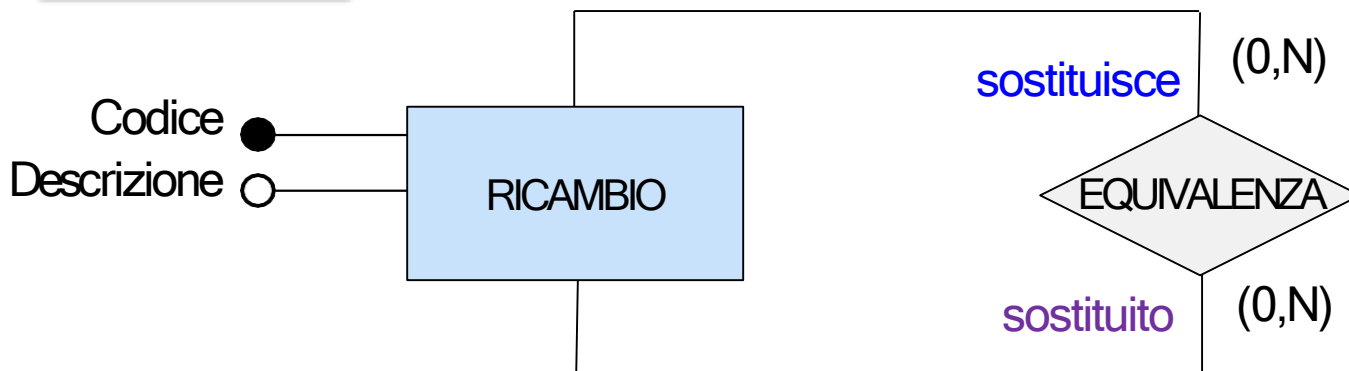 (0,N)
sostituisce
Codice
Descrizione
RICAMBIO
EQUIVALENZA
sostituito
(0,N)